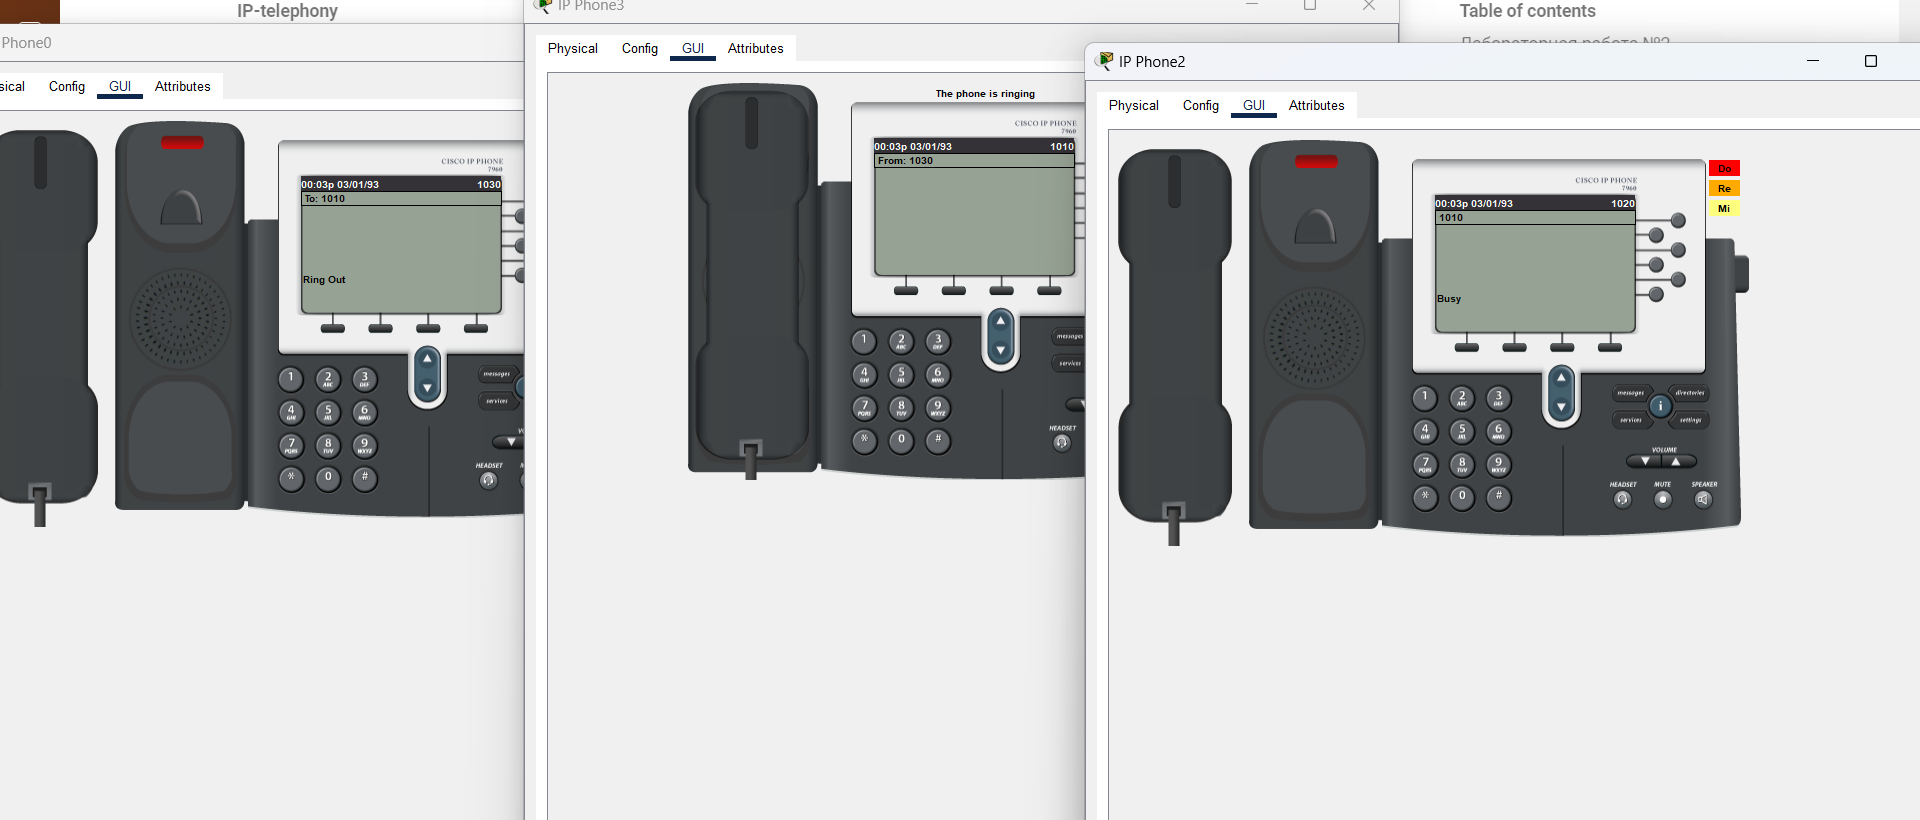 IP-telephony
Table of contents
Лабораторная работа №2
Phone0
sical Config GUI Attributes
CISCO IP PHONE
7960
00:03p 03/01/93 1030
To: 1010
Ring Out
1 2 ABC 3 DEF
4 GHI 5 JKL 6 MNO
7 PQRS 8 TUV 9 WXYZ
* 0 #
messages
services
HEADSET
IP Phone3
Physical Config GUI Attributes
The phone is ringing
CISCO IP PHONE
7960
00:03p 03/01/93 1010
From: 1030
1 2 ABC 3 DEF
4 GHI 5 JKL 6 MNO
7 PQRS 8 TUV 9 WXYZ
* 0 #
messages
services
HEADSET
IP Phone2
Physical Config GUI Attributes
CISCO IP PHONE
7960
00:03p 03/01/93 1020
1010
Busy
Do
Re
Mi
1 2 ABC 3 DEF
4 GHI 5 JKL 6 MNO
7 PQRS 8 TUV 9 WXYZ
* 0 #
messages directories
i
services settings
VOLUME
HEADSET MUTE SPEAKER